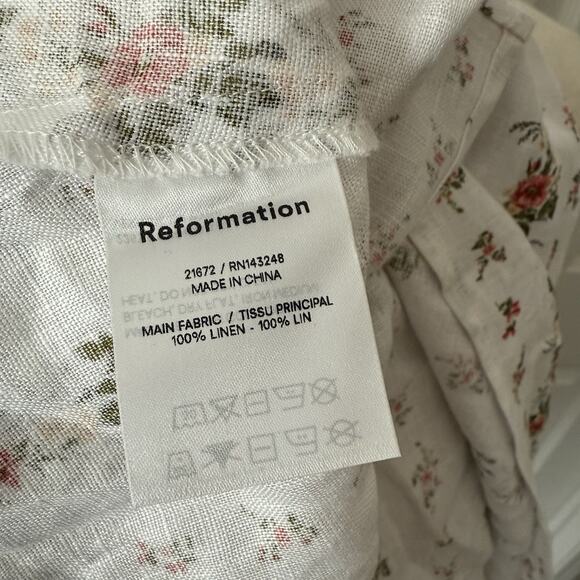 Reformation
21672 / RN143248
MADE IN CHINA
MAIN FABRIC / TISSU PRINCIPAL
100% LINEN - 100% LIN